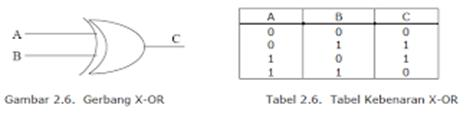 A
B
C
A B C
0 0 0
0 1 1
1 0 1
1 1 0
Gambar 2.6. Gerbang X-OR
Tabel 2.6. Tabel Kebenaran X-OR